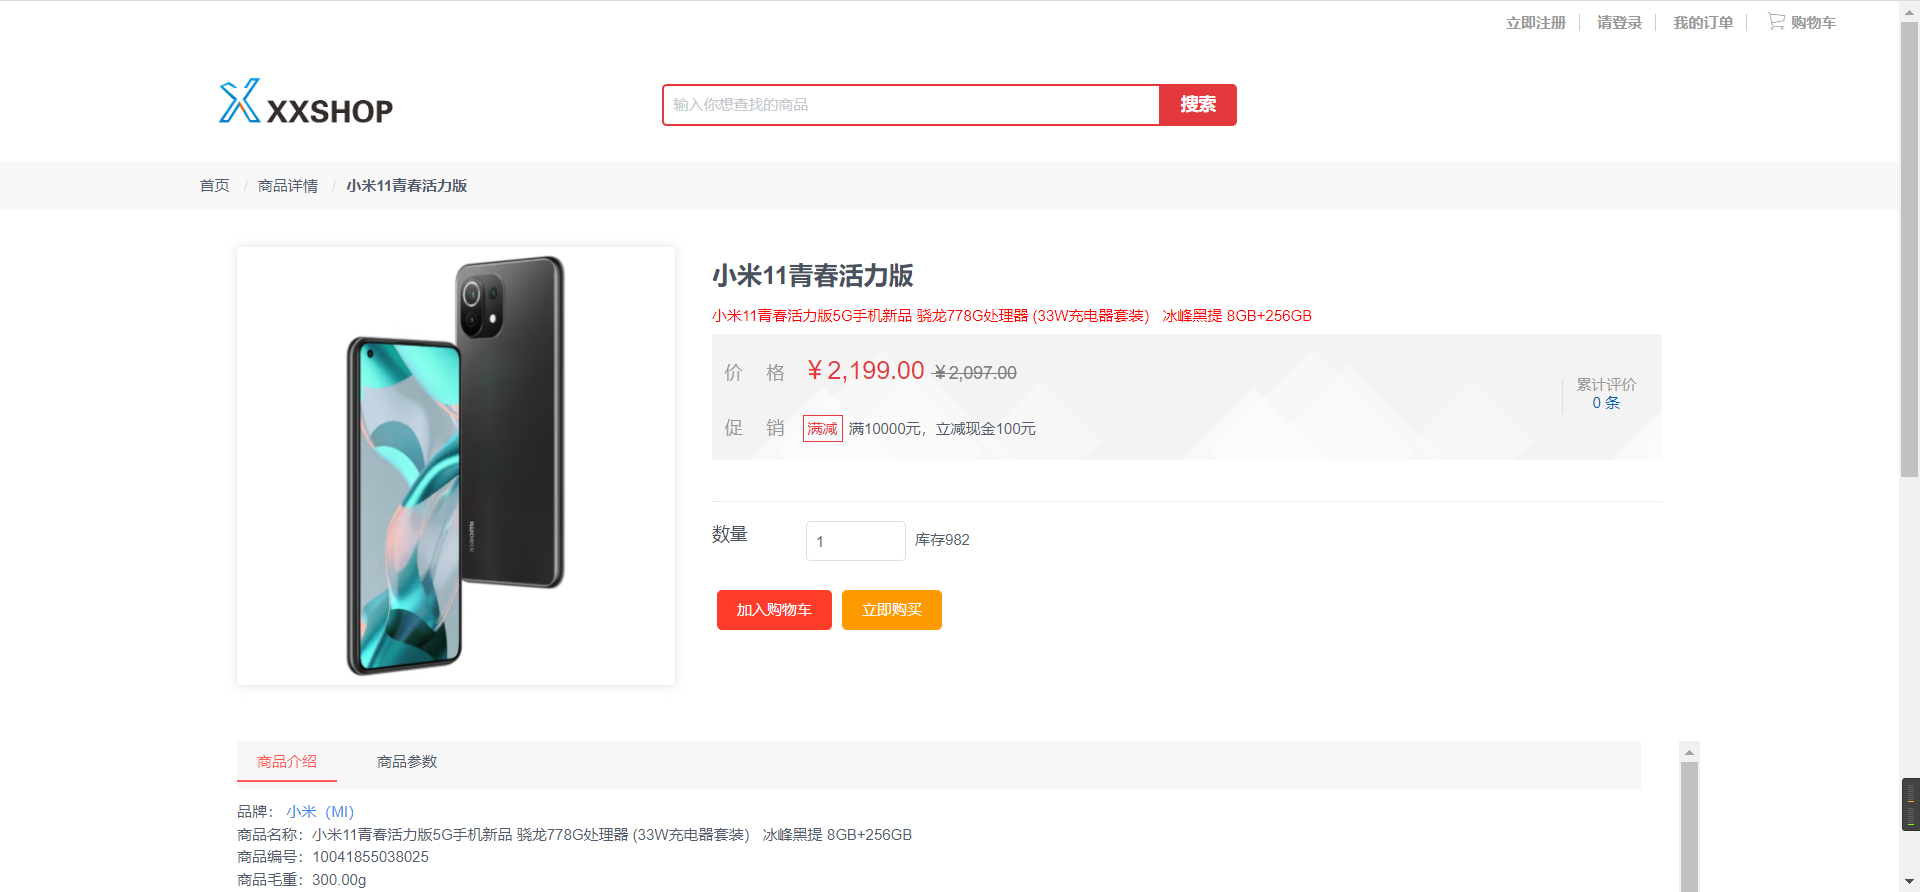 立即注册 请登录 我的订单 购物车
XXSHOP
输入你想查找的商品 搜索
首页 / 商品详情 / 小米11青春活力版
小米11青春活力版
小米11青春活力版5G手机新品 骁龙778G处理器 (33W充电器套装) 冰峰黑提 8GB+256GB
价 格 ￥2,199.00 ￥2,097.00
累计评价
0 条
促 销 满减 满10000元，立减现金100元
数量 1 库存982
加入购物车 立即购买
商品介绍 商品参数
品牌： 小米（MI）
商品名称：小米11青春活力版5G手机新品 骁龙778G处理器 (33W充电器套装) 冰峰黑提 8GB+256GB
商品编号：10041855038025
商品毛重：300.00g